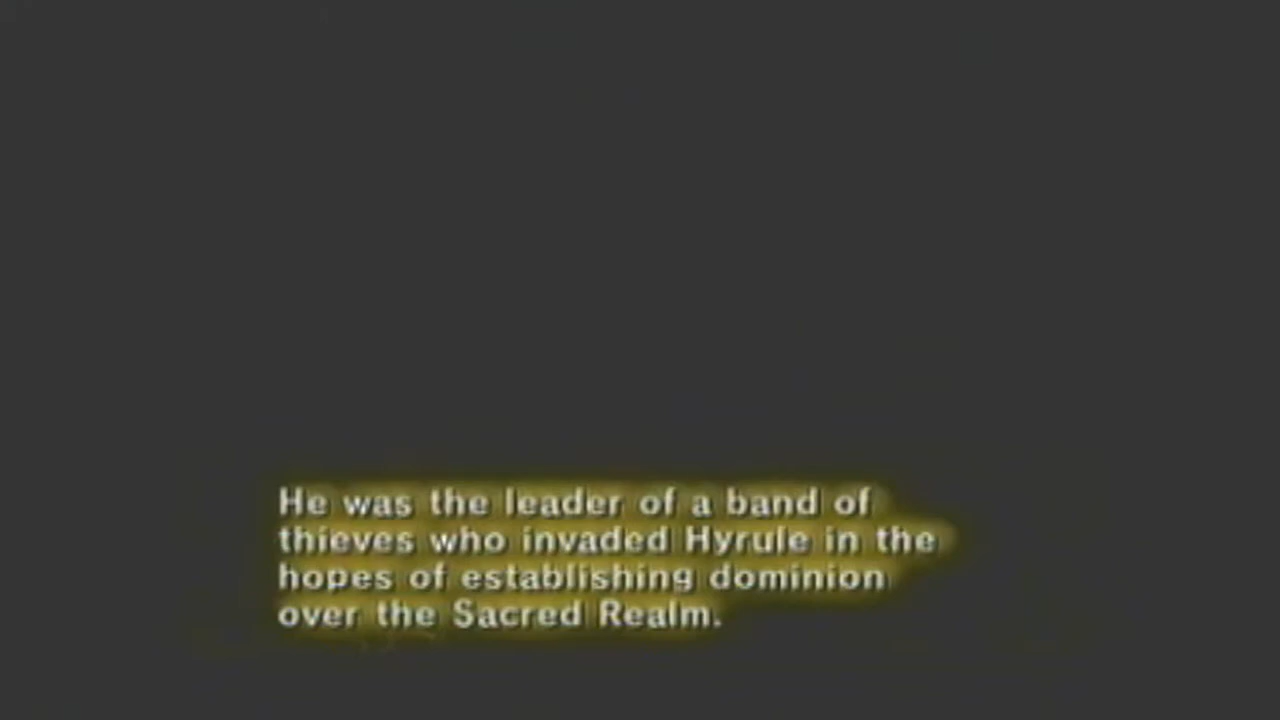 He was the leader of a band of
thieves who invaded Hyrule in the
hopes of establishing dominion
over the Sacred Realm.